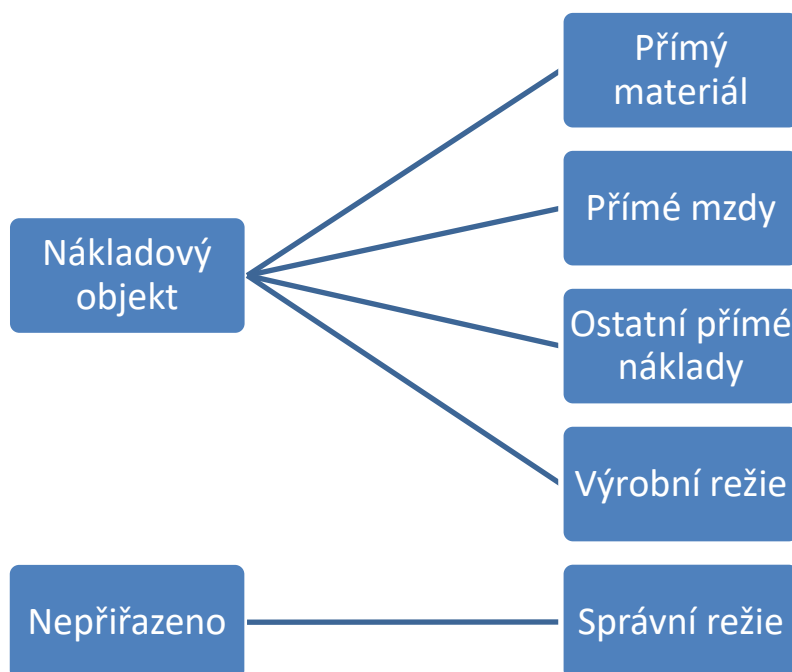 Přímý
materiál
Přímé mzdy
Nákladový
objekt
Ostatní přímé
náklady
Výrobní režie
Nepřiřazeno
Správní režie